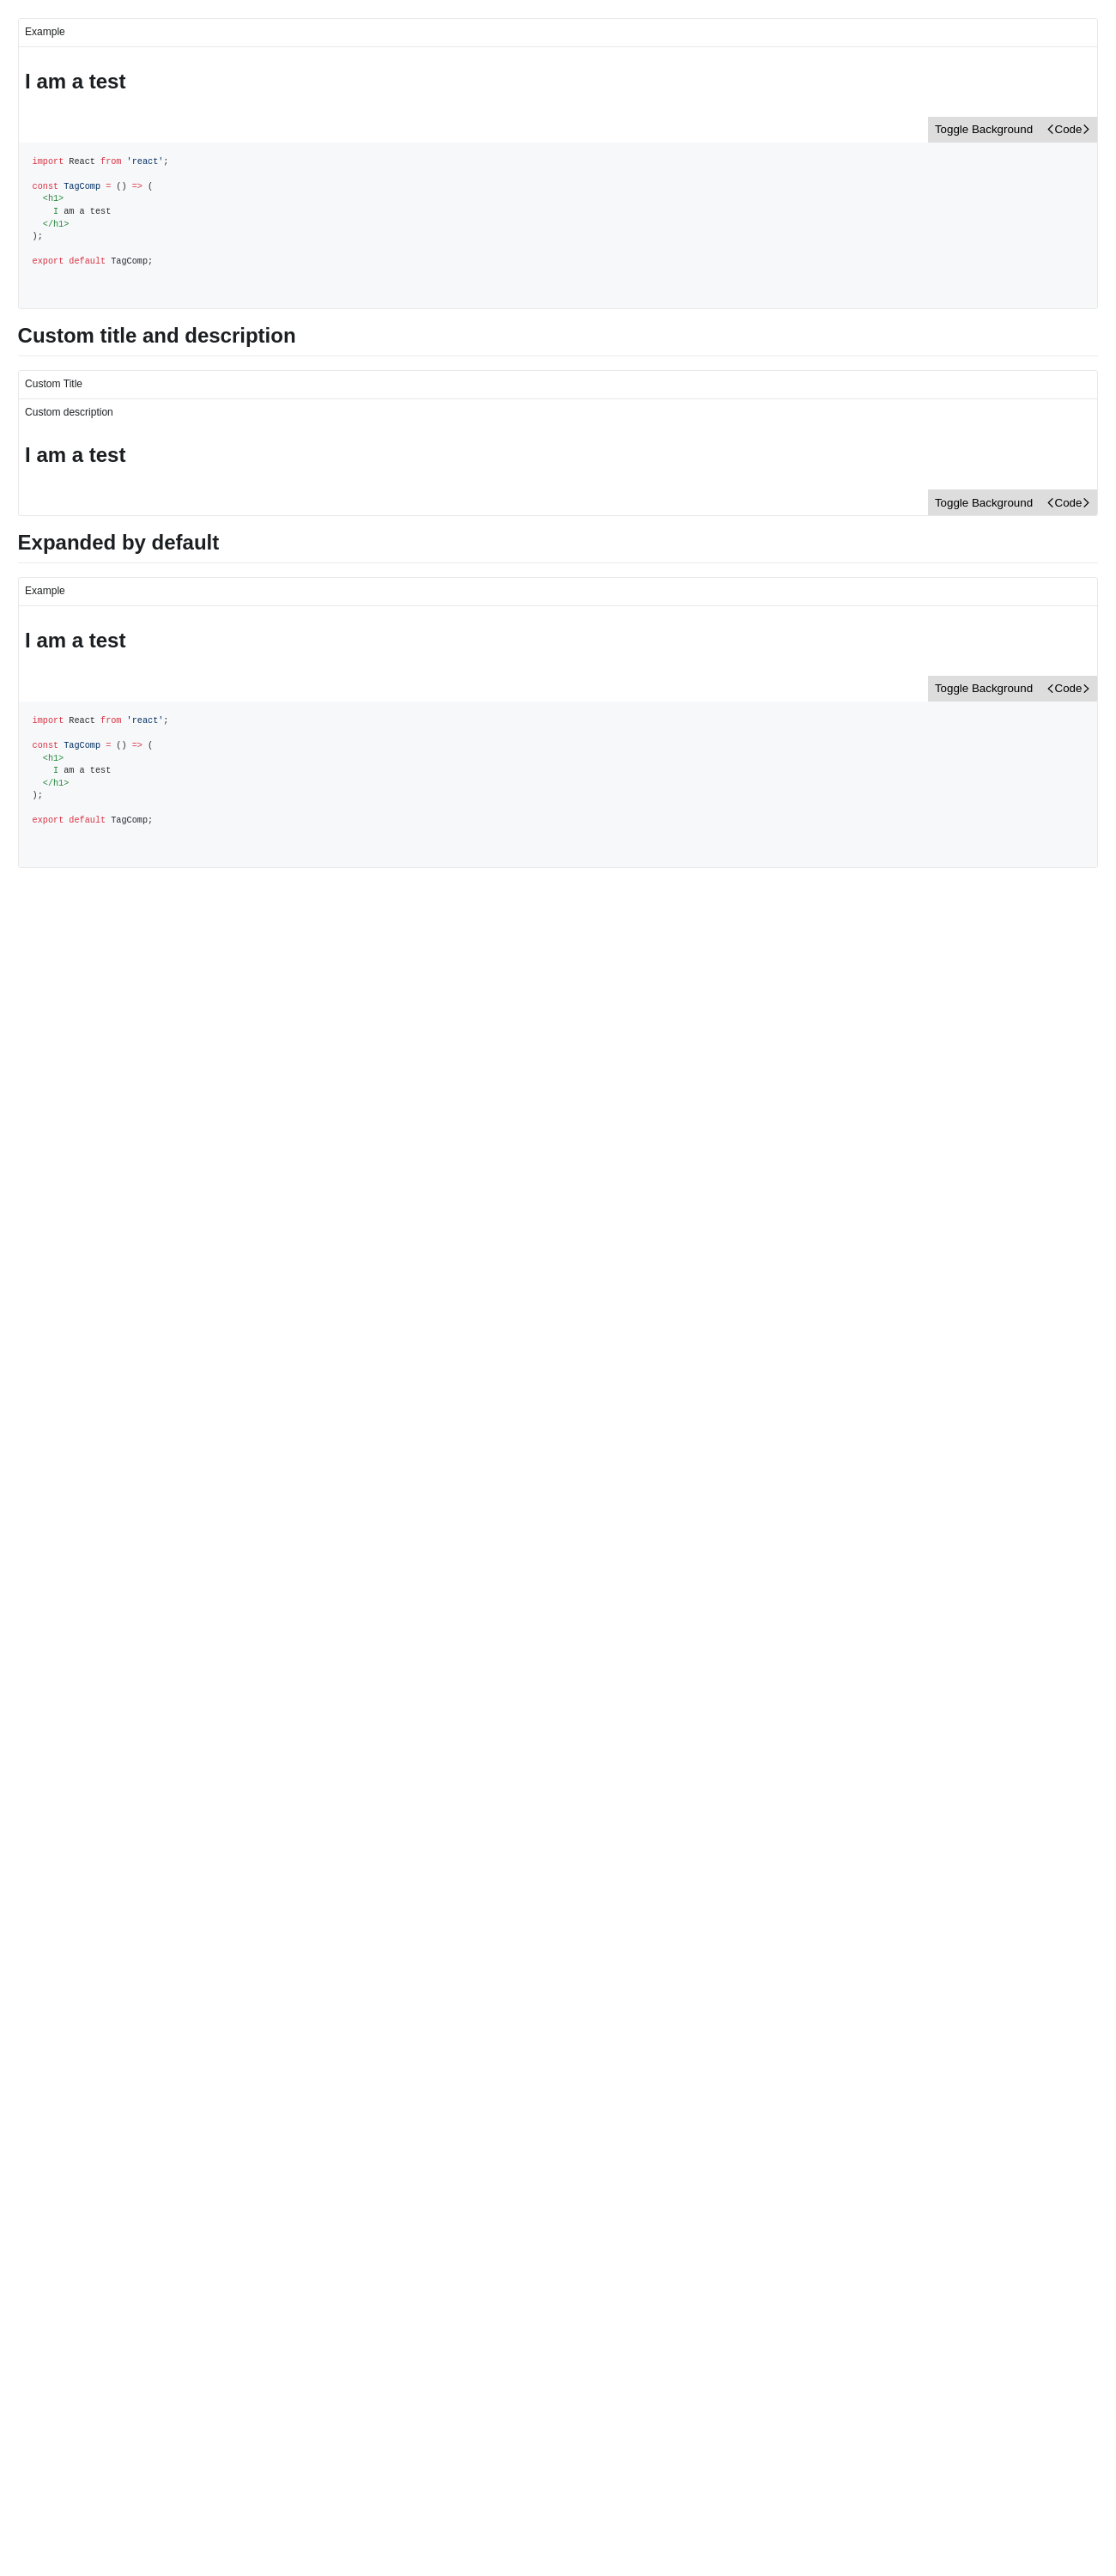 Example
I am a test
Toggle Background <Code>
import React from 'react';
const TagComp = () => (
<h1>
I am a test
</h1>
);
export default TagComp;
Custom title and description
Custom Title
Custom description
I am a test
Toggle Background <Code>
Expanded by default
Example
I am a test
Toggle Background <Code>
import React from 'react';
const TagComp = () => (
<h1>
I am a test
</h1>
);
export default TagComp;